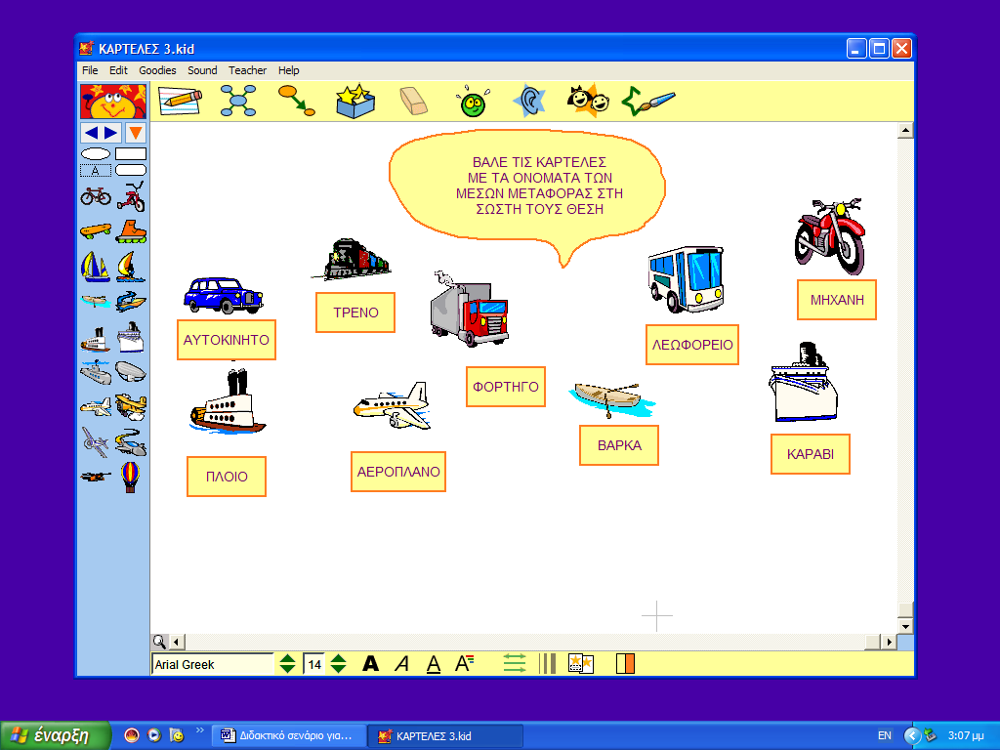 ΚΑΡΤΕΛΕΣ 3.kid
File Edit Goodies Sound Teacher Help
ΒΑΛΕ ΤΙΣ ΚΑΡΤΕΛΕΣ
ΜΕ ΤΑ ΟΝΟΜΑΤΑ ΤΩΝ
ΜΕΣΩΝ ΜΕΤΑΦΟΡΑΣ ΣΤΗ
ΣΩΣΤΗ ΤΟΥΣ ΘΕΣΗ
A
ΜΗΧΑΝΗ
ΤΡΕΝΟ
ΑΥΤΟΚΙΝΗΤΟ
ΛΕΩΦΟΡΕΙΟ
ΦΟΡΤΗΓΟ
ΒΑΡΚΑ
ΚΑΡΑΒΙ
ΑΕΡΟΠΛΑΝΟ
ΠΛΟΙΟ
Arial Greek 14 A A A A
έναρξη
Διδακτικό σενάριο για...
ΚΑΡΤΕΛΕΣ 3.kid
EN
3:07 μμ